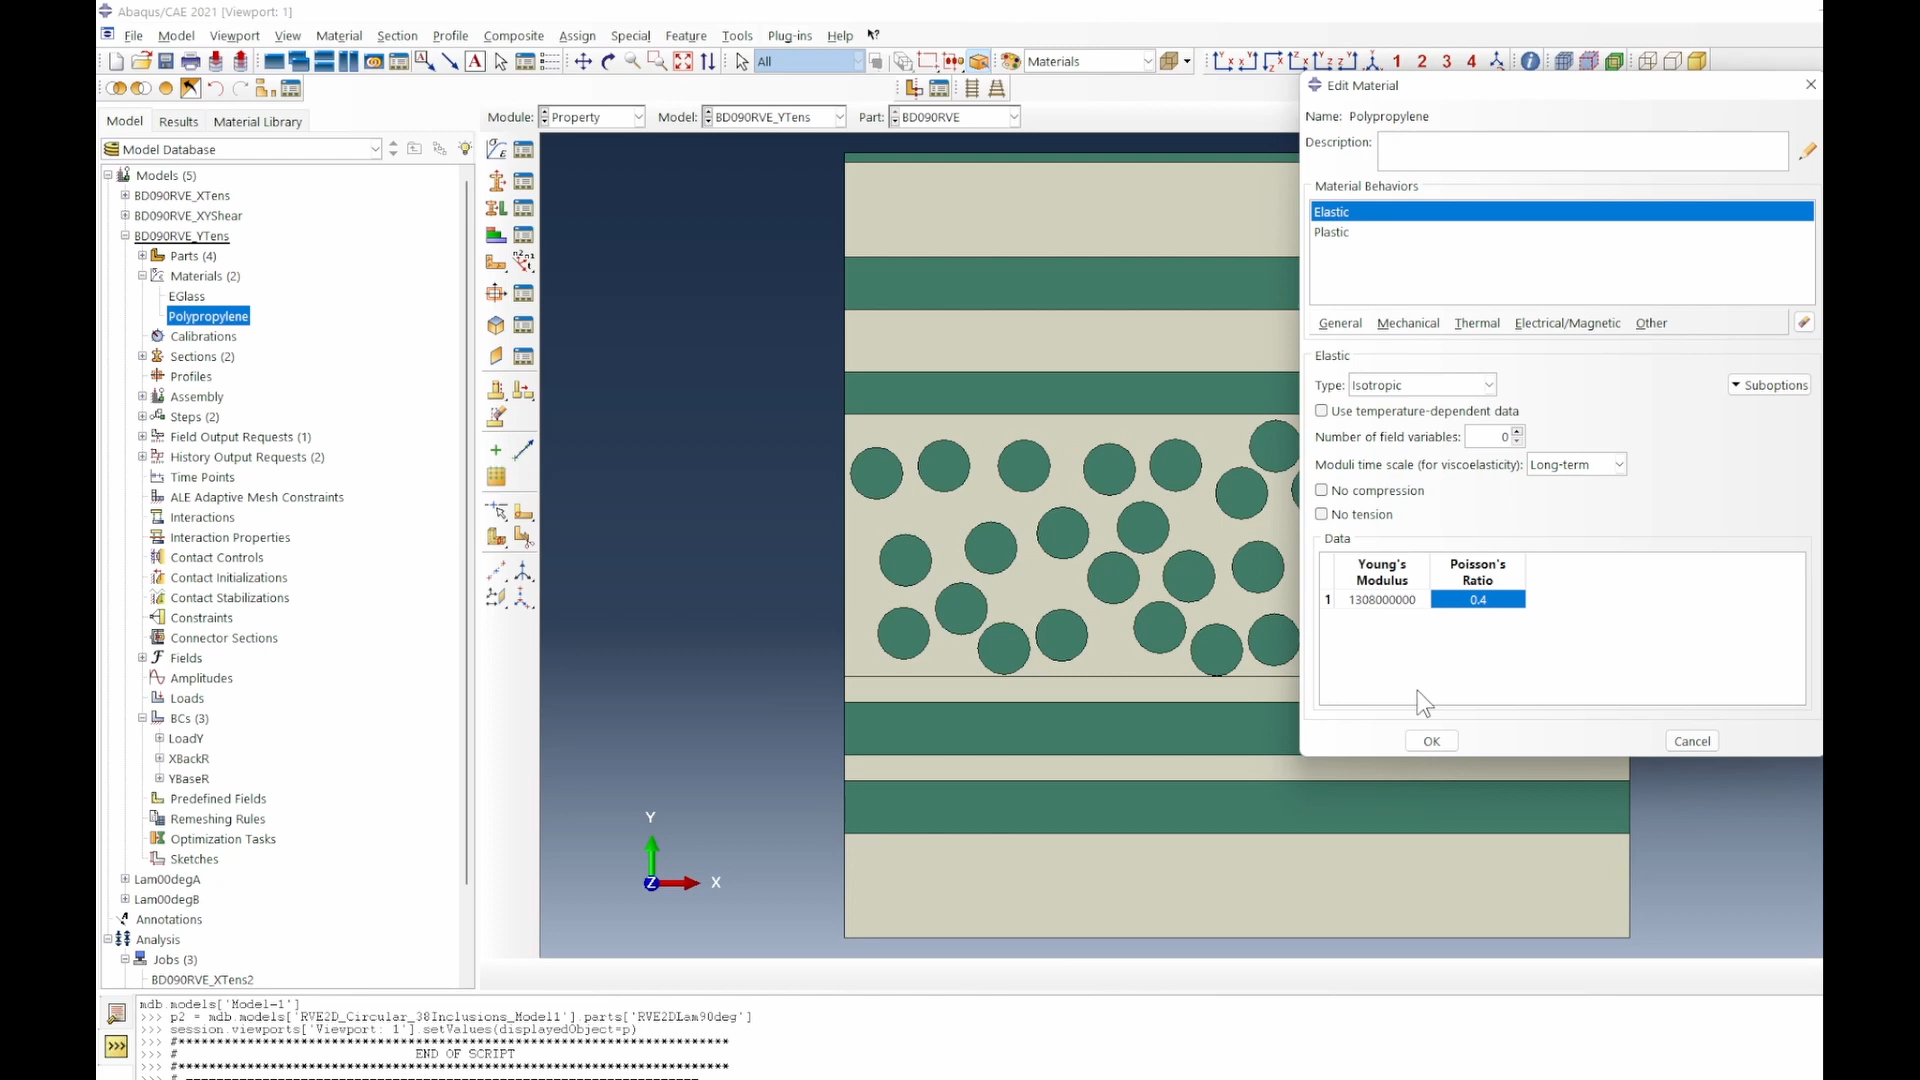 Abaqus/CAE 2021 [Viewport: 1]
File Model Viewport View Material Section Profile Composite Assign Special Feature Tools Plug-ins Help
All
Materials
1 2 3 4
Model Results Material Library
Module: Property Model: BD090RVE_YTens Part: BD090RVE
Model Database
Models (5)
BD090RVE_XTens
BD090RVE_XYShear
BD090RVE_YTens
Parts (4)
Materials (2)
EGlass
Polypropylene
Calibrations
Sections (2)
Profiles
Assembly
Steps (2)
Field Output Requests (1)
History Output Requests (2)
Time Points
ALE Adaptive Mesh Constraints
Interactions
Interaction Properties
Contact Controls
Contact Initializations
Contact Stabilizations
Constraints
Connector Sections
Fields
Amplitudes
Loads
BCs (3)
LoadY
XBackR
YBaseR
Predefined Fields
Remeshing Rules
Optimization Tasks
Sketches
Lam00degA
Lam00degB
Annotations
Analysis
Jobs (3)
BD090RVE_XTens2
Y
Z X
Edit Material
Name: Polypropylene
Description:
Material Behaviors
Elastic
Plastic
General Mechanical Thermal Electrical/Magnetic Other
Elastic
Type: Isotropic Suboptions
Use temperature-dependent data
Number of field variables: 0
Moduli time scale (for viscoelasticity): Long-term
No compression
No tension
Data
Young's Modulus Poisson's Ratio
1 1308000000 0.4
OK Cancel
mdb.models['Model-1']
>>> p2 = mdb.models['RVE2D_Circular_38Inclusions_Model1'].parts['RVE2DLam90deg']
>>> session.viewports['Viewport: 1'].setValues(displayedObject=p)
>>> #******************************************************************************
>>> # END OF SCRIPT
>>> #******************************************************************************